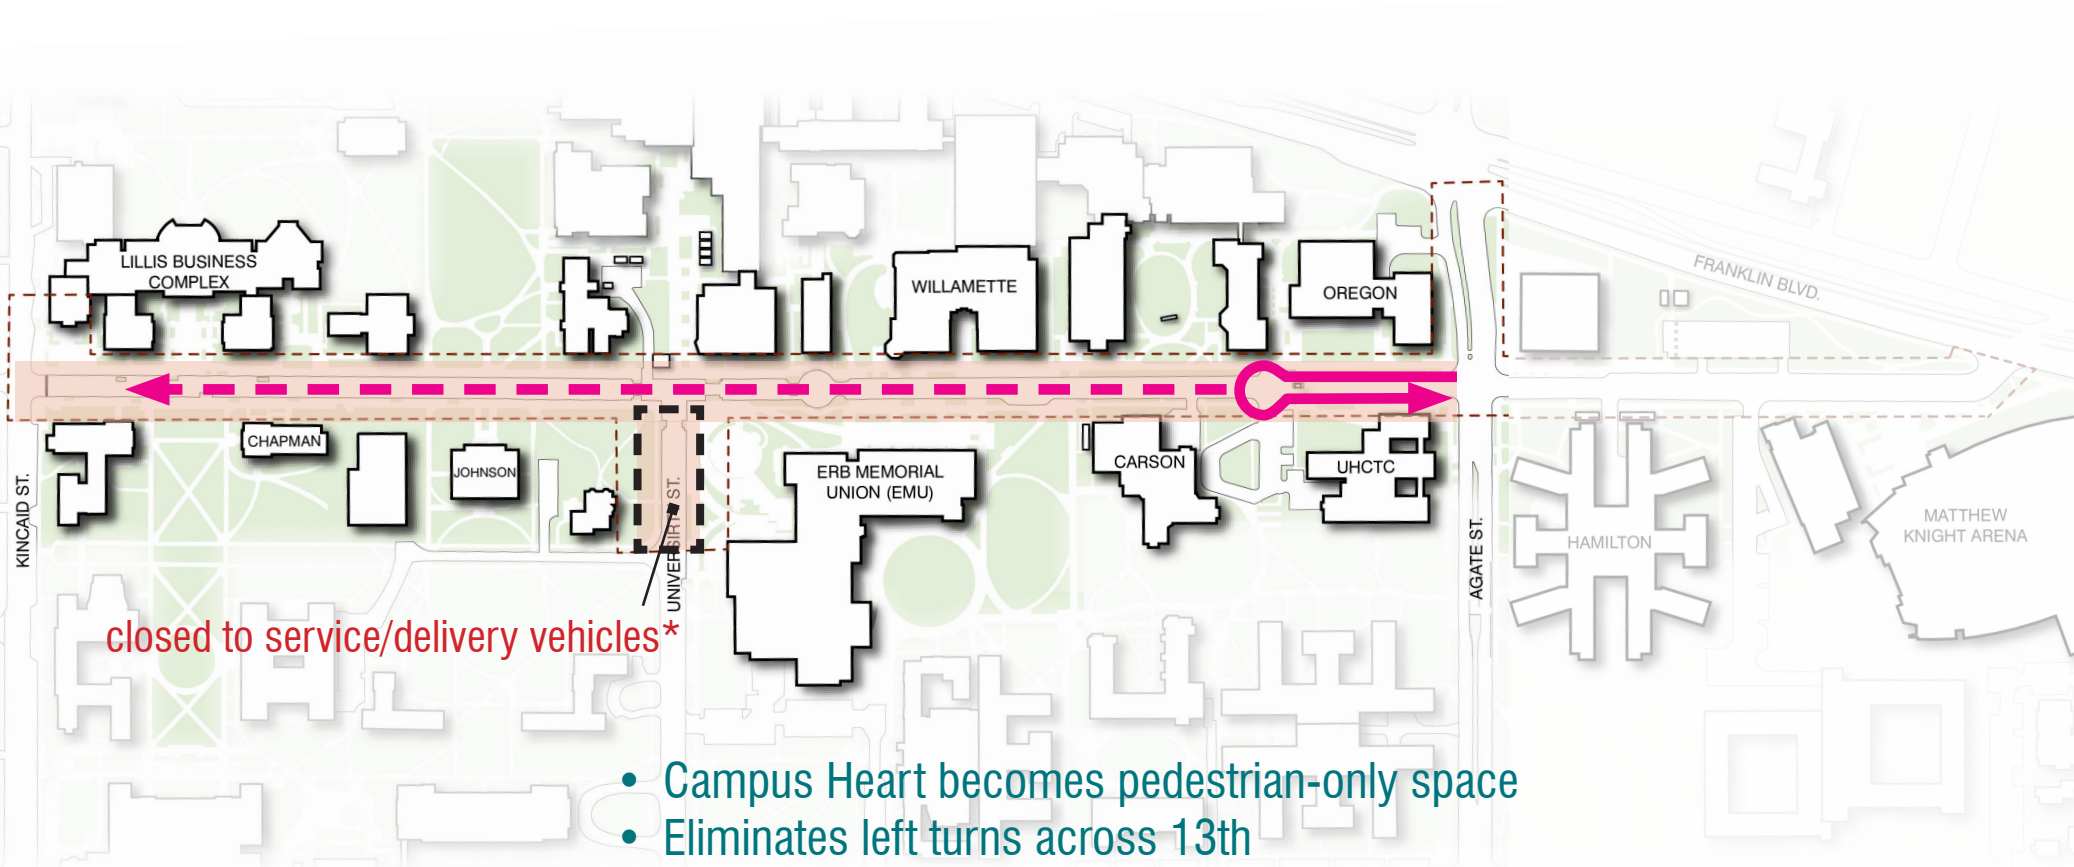 LILLIS BUSINESS
COMPLEX
WILLAMETTE
OREGON
FRANKLIN BLVD.
CHAPMAN
JOHNSON
ERB MEMORIAL
UNION (EMU)
CARSON
UHCTC
HAMILTON
MATTHEW
KNIGHT ARENA
KINCAID ST.
UNIVERSIRTY ST.
AGATE ST.
closed to service/delivery vehicles*
• Campus Heart becomes pedestrian-only space
• Eliminates left turns across 13th